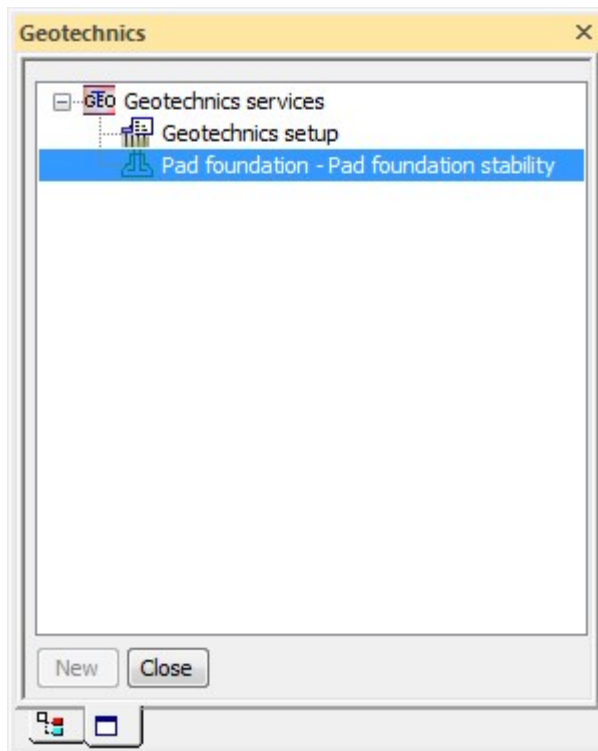 Geotechnics
GEO Geotechnics services
Geotechnics setup
Pad foundation - Pad foundation stability
New Close